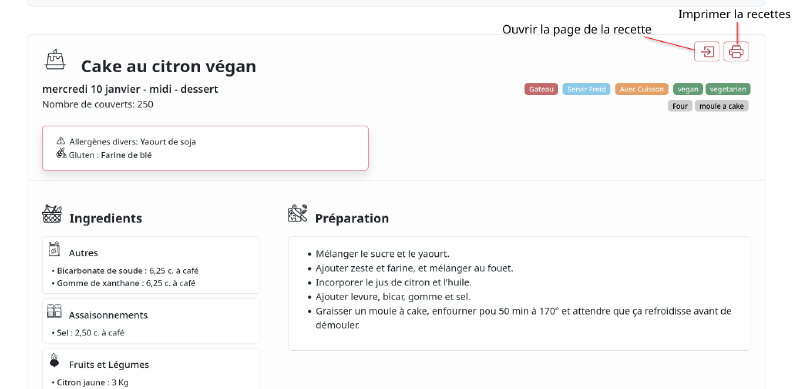 Imprimer la recettes
Ouvrir la page de la recette
Cake au citron végan
mercredi 10 janvier - midi - dessert
Nombre de couverts: 250
Gateau Servir Froid Avec Cuisson vegan vegetarien
Four moule a cake
Allergènes divers: Yaourt de soja
Gluten : Farine de blé
Ingredients
Autres
• Bicarbonate de soude : 6,25 c. à café
• Gomme de xanthane : 6,25 c. à café
Assaisonnements
• Sel : 2,50 c. à café
Fruits et Légumes
• Citron jaune : 3 Kg
Préparation
• Mélanger le sucre et le yaourt.
• Ajouter zeste et farine, et mélanger au fouet.
• Incorporer le jus de citron et l'huile.
• Ajouter levure, bicar, gomme et sel.
• Graisser un moule à cake, enfourner pou 50 min à 170° et attendre que ça refroidisse avant de
démouler.